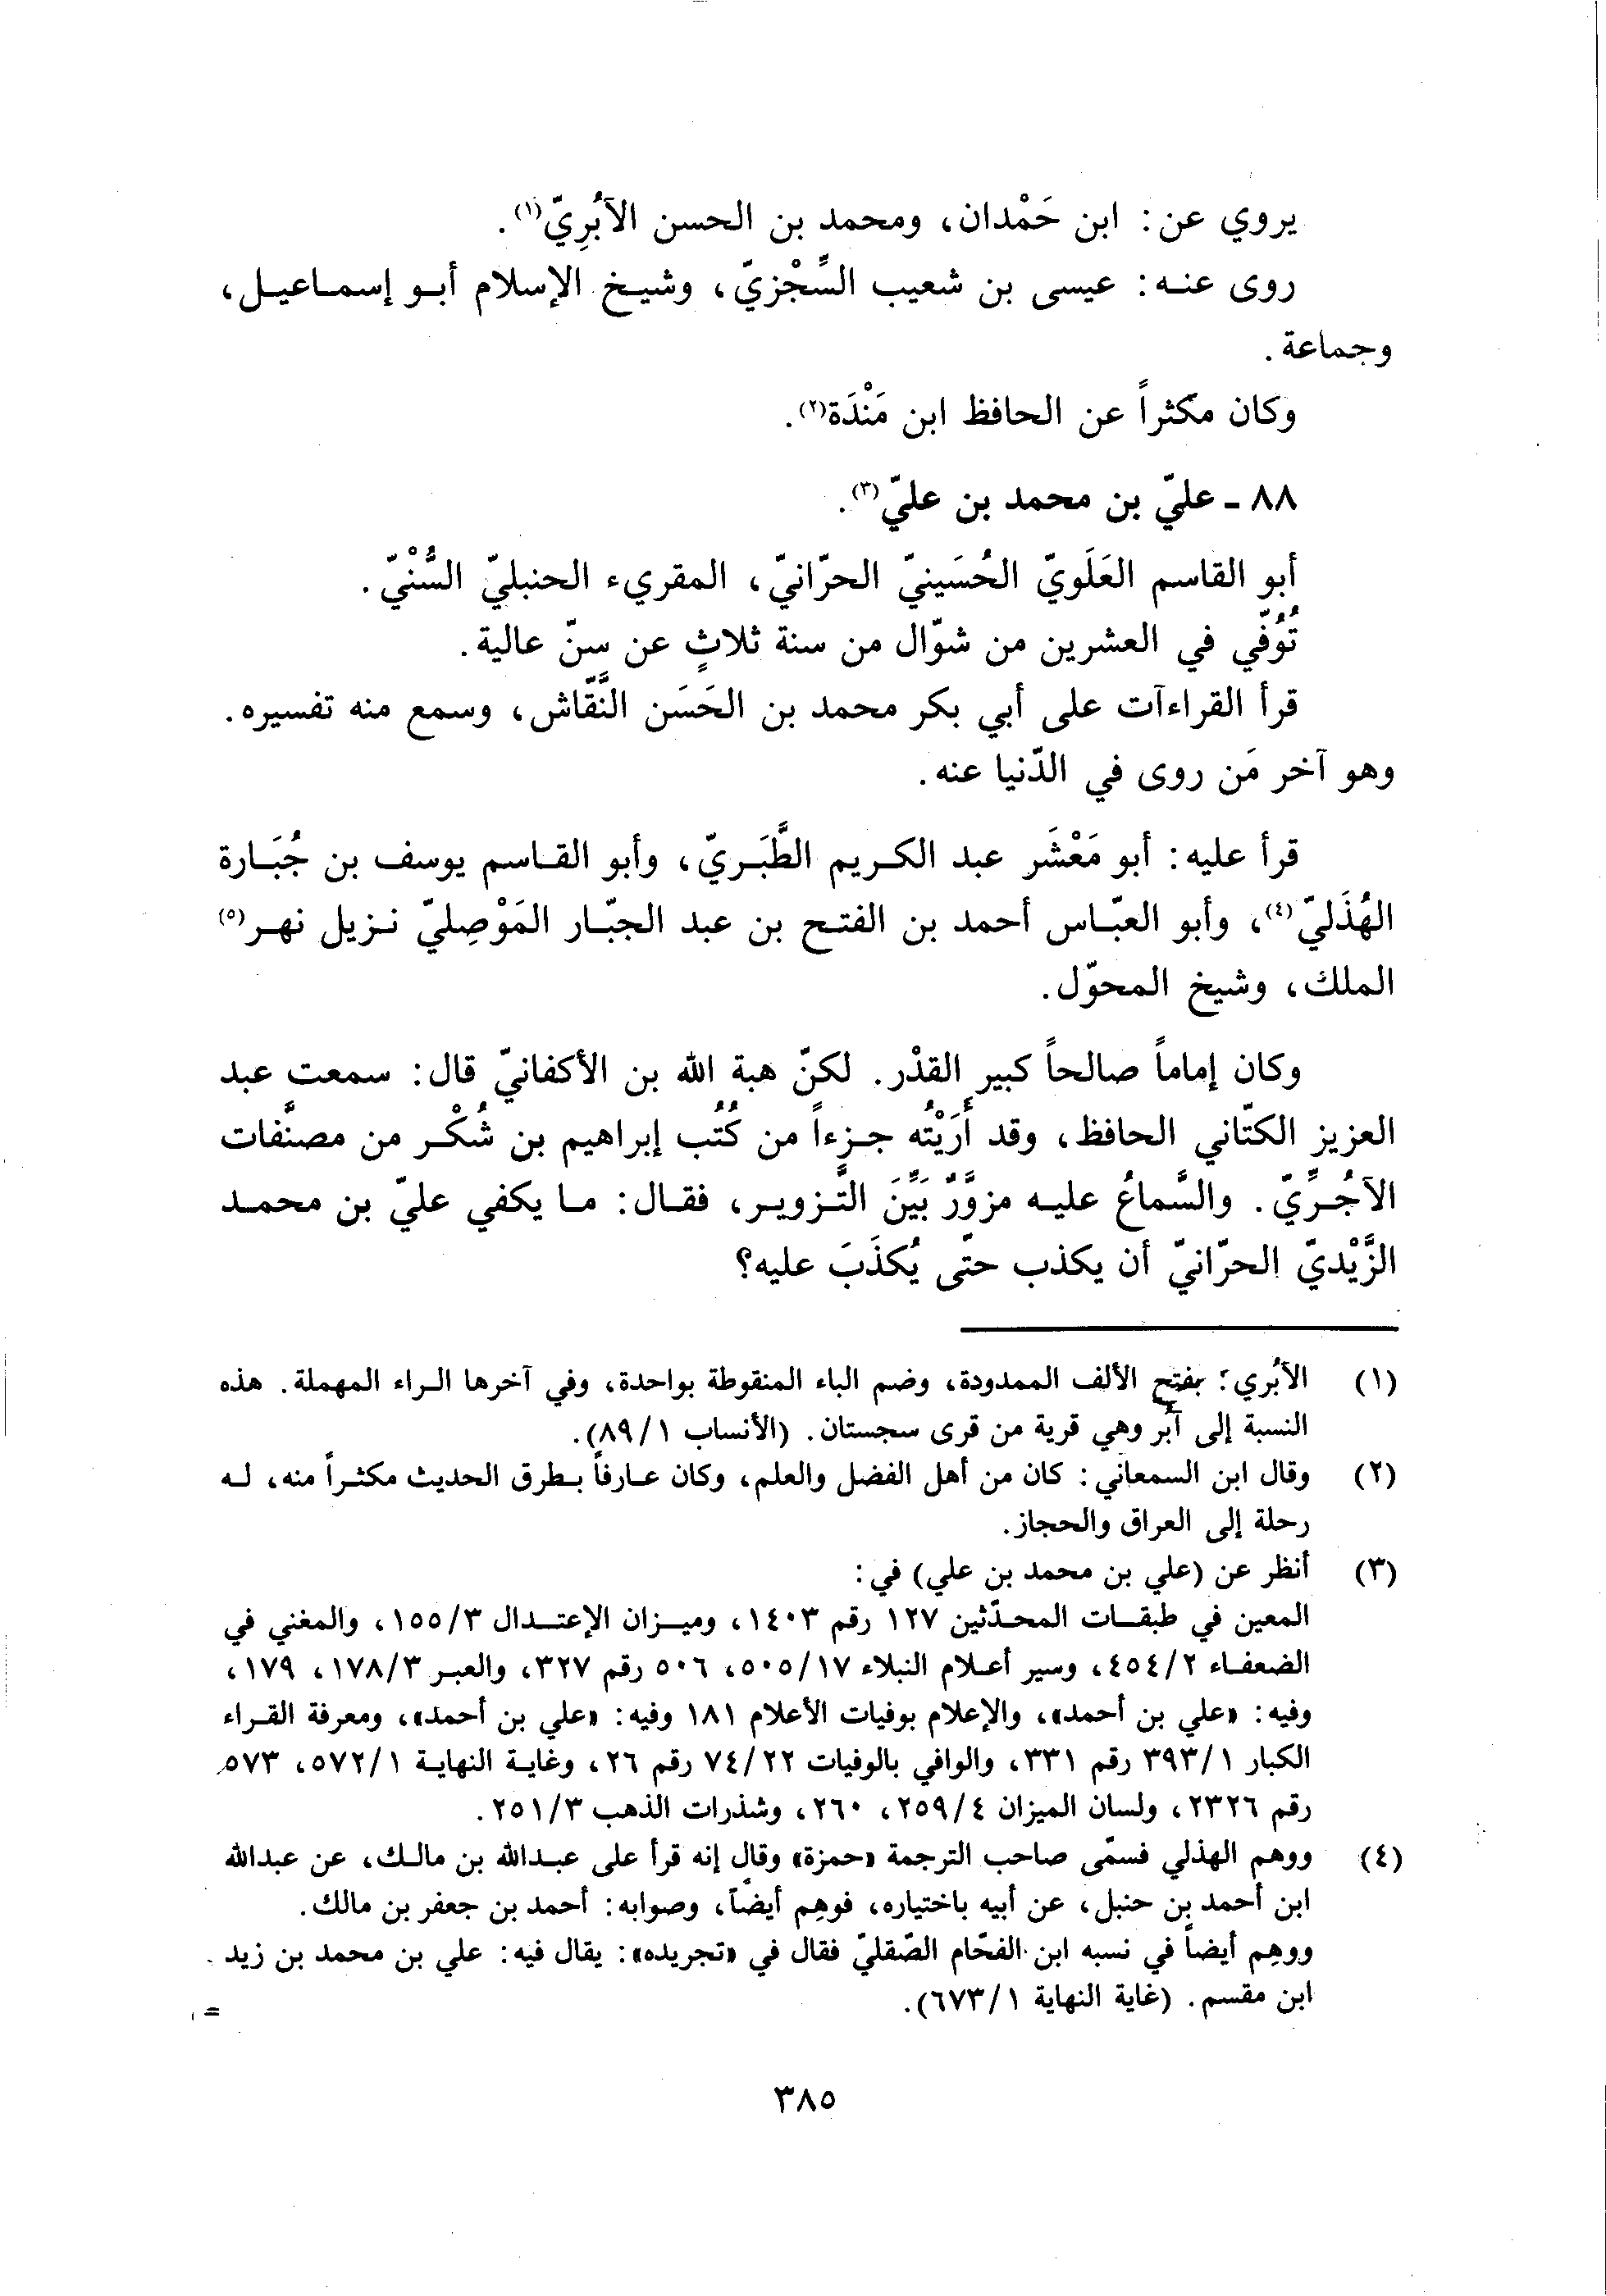 يروي عن: ابن حَمْدان، ومحمد بن الحسن الآبُرِيّ(١).
روى عنه: عيسى بن شعيب السِّجْزيّ، وشيخ الإسلام أبو إسماعيل،
وجماعة.
وكان مكثراً عن الحافظ ابن مَنْدَة(٢).
٨٨ ـ عليّ بن محمد بن عليّ(٣).
أبو القاسم العَلَويّ الحُسَينيّ الحرّانيّ، المقريء الحنبليّ السُّنْيّ.
تُوُفّي في العشرين من شوّال من سنة ثلاثٍ عن سنّ عالية.
قرأ القراءآت على أبي بكر محمد بن الحَسَن النَّقّاش، وسمع منه تفسيره.
وهو آخر مَن روى في الدّنيا عنه.
قرأ عليه: أبو مَعْشَر عبد الكريم الطَّبَريّ، وأبو القاسم يوسف بن جُبَارة
الهُذَليّ(٤)، وأبو العبّاس أحمد بن الفتح بن عبد الجبّار المَوْصِليّ نزيل نهر(٥)
الملك، وشيخ المحوّل.
وكان إماماً صالحاً كبير القدْر. لكنّ هبة الله بن الأكفانيّ قال: سمعت عبد
العزيز الكتّاني الحافظ، وقد أَرَيْتُه جزءاً من كُتُب إبراهيم بن شُكْر من مصنَّفات
الآجُرِّيّ. والسَّماعُ عليه مزوَّرٌ بَيِّنَ التَّزوير، فقال: ما يكفي عليّ بن محمد
الزَّيْديّ الحرّانيّ أن يكذب حتّى يُكذَبَ عليه؟
(١) الآبُري: بفتح الألف الممدودة، وضم الباء المنقوطة بواحدة، وفي آخرها الراء المهملة. هذه
النسبة إلى آبُر وهي قرية من قرى سجستان. (الأنساب ١/٨٩).
(٢) وقال ابن السمعاني: كان من أهل الفضل والعلم، وكان عارفاً بطرق الحديث مكثراً منه، له
رحلة إلى العراق والحجاز.
(٣) أنظر عن (علي بن محمد بن علي) في:
المعين في طبقات المحدّثين ١٢٧ رقم ١٤٠٣، وميزان الإعتدال ٣/١٥٥، والمغني في
الضعفاء ٢/٤٥٤، وسير أعلام النبلاء ١٧/٥٠٥، ٥٠٦ رقم ٣٢٧، والعبر ٣/١٧٨، ١٧٩،
وفيه: «علي بن أحمد»، والإعلام بوفيات الأعلام ١٨١ وفيه: «علي بن أحمد»، ومعرفة القراء
الكبار ١/٣٩٣ رقم ٣٣١، والوافي بالوفيات ٢٢/٧٤ رقم ٢٦، وغاية النهاية ١/٥٧٢، ٥٧٣
رقم ٢٣٢٦، ولسان الميزان ٤/٢٥٩، ٢٦٠، وشذرات الذهب ٣/٢٥١.
(٤) ووهم الهذلي فسمّى صاحب الترجمة «حمزة» وقال إنه قرأ على عبدالله بن مالك، عن عبدالله
ابن أحمد بن حنبل، عن أبيه باختياره، فوهِم أيضاً، وصوابه: أحمد بن جعفر بن مالك.
ووهِم أيضاً في نسبه ابن الفحّام الصّقليّ فقال في «تجريده»: يقال فيه: علي بن محمد بن زيد
ابن مقسم. (غاية النهاية ١/٦٧٣).
=
٣٨٥